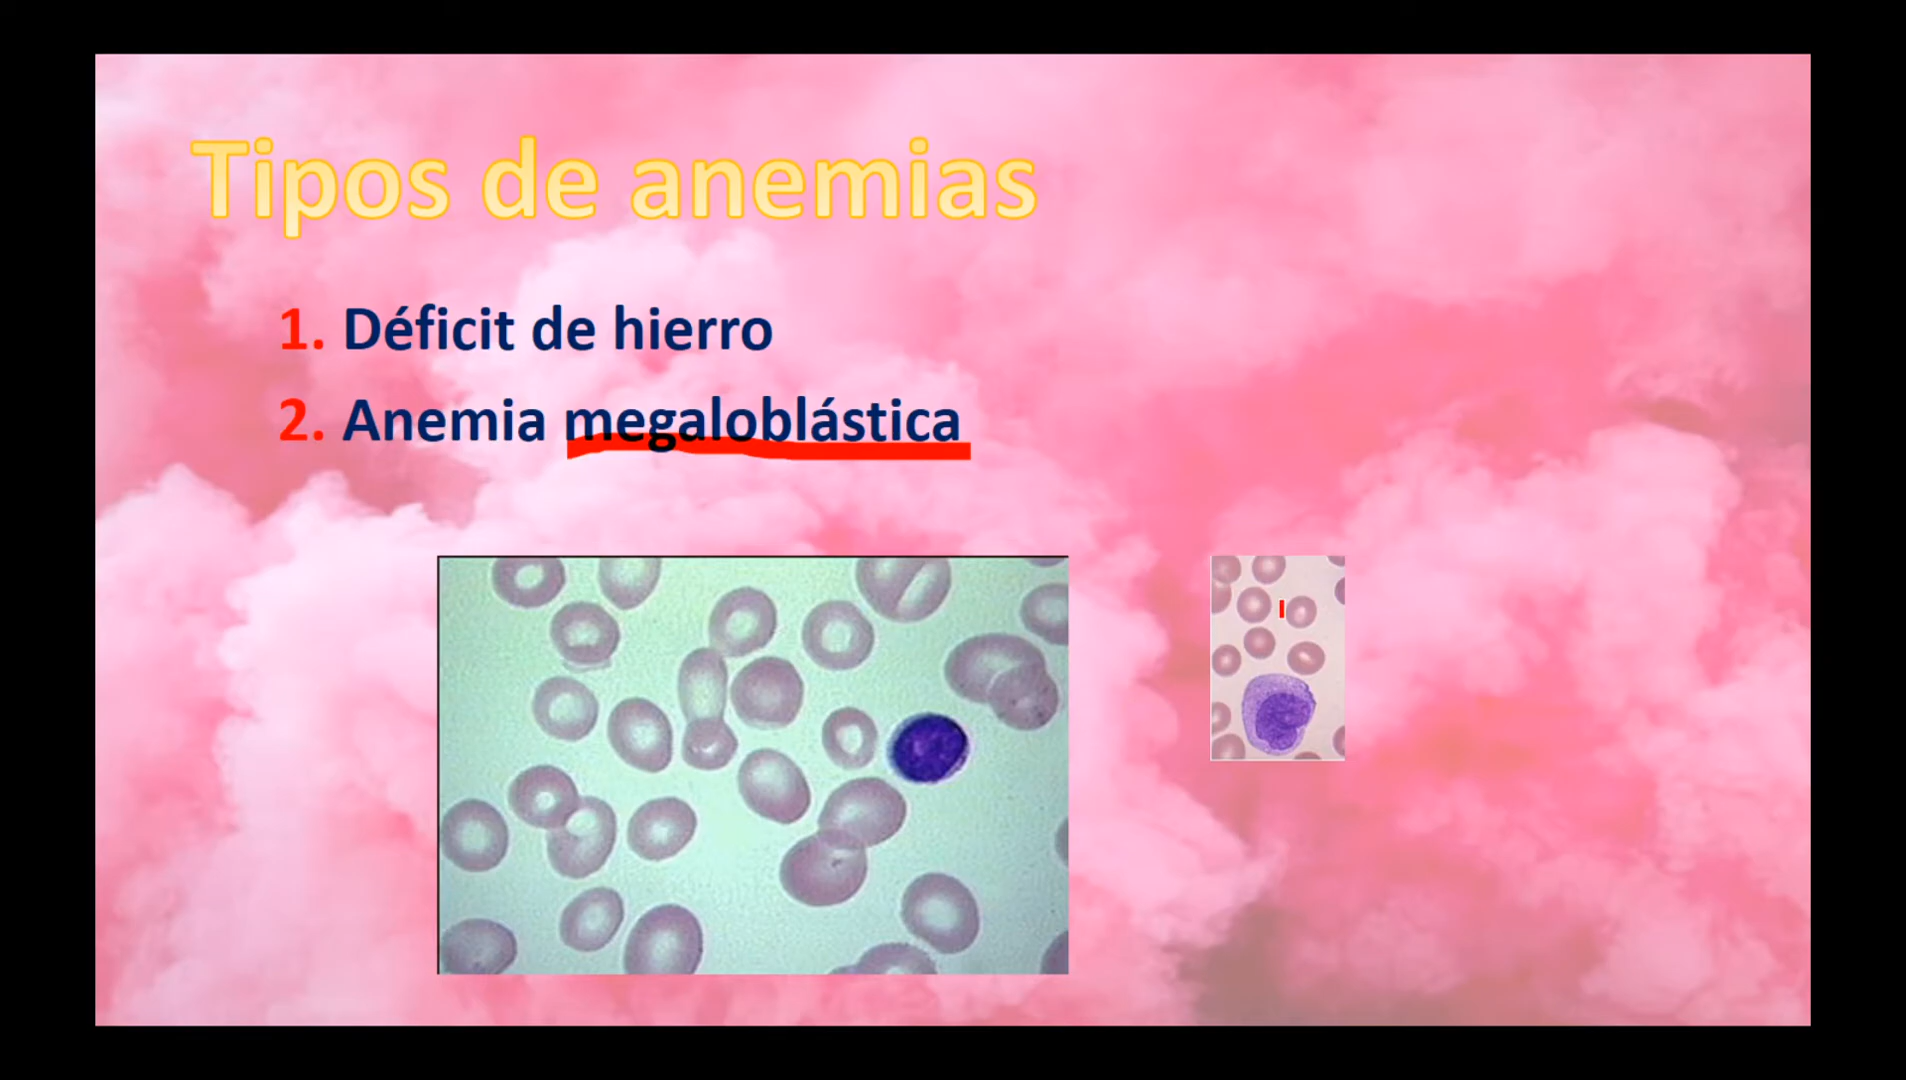 Tipos de anemias
1. Déficit de hierro
2. Anemia megaloblástica